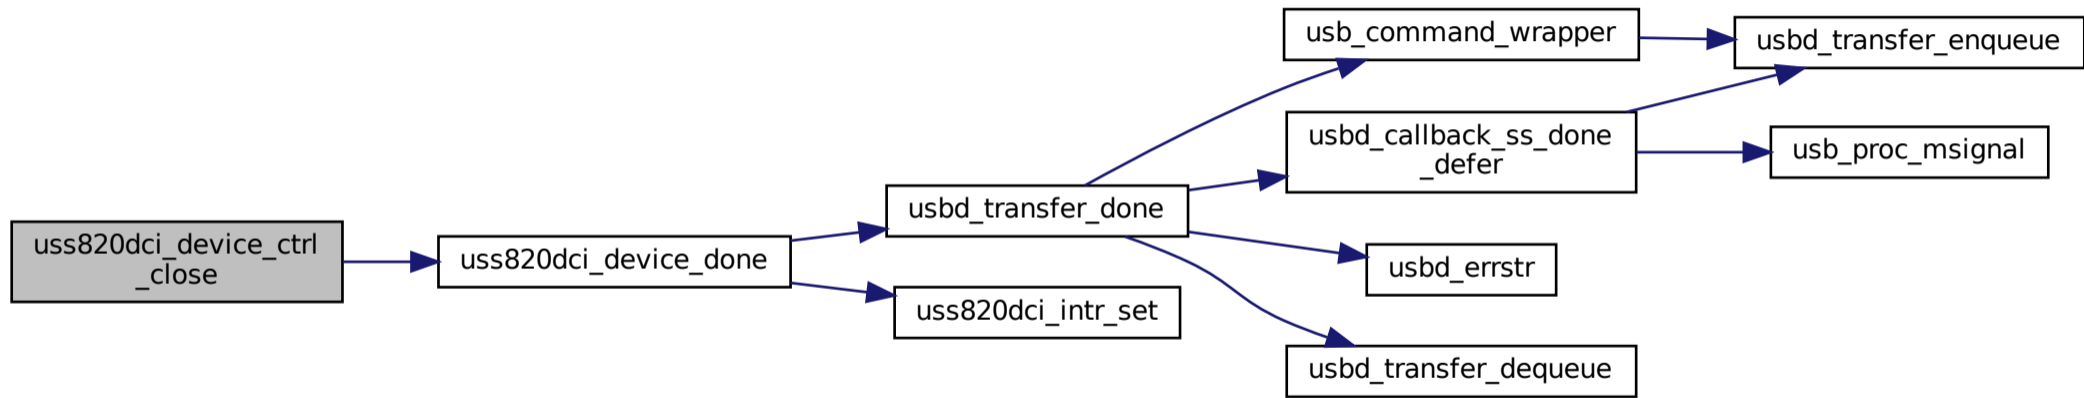 uss820dci_device_ctrl
_close
uss820dci_device_done
usbd_transfer_done
uss820dci_intr_set
usb_command_wrapper
usbd_callback_ss_done
_defer
usbd_errstr
usbd_transfer_dequeue
usbd_transfer_enqueue
usb_proc_msignal